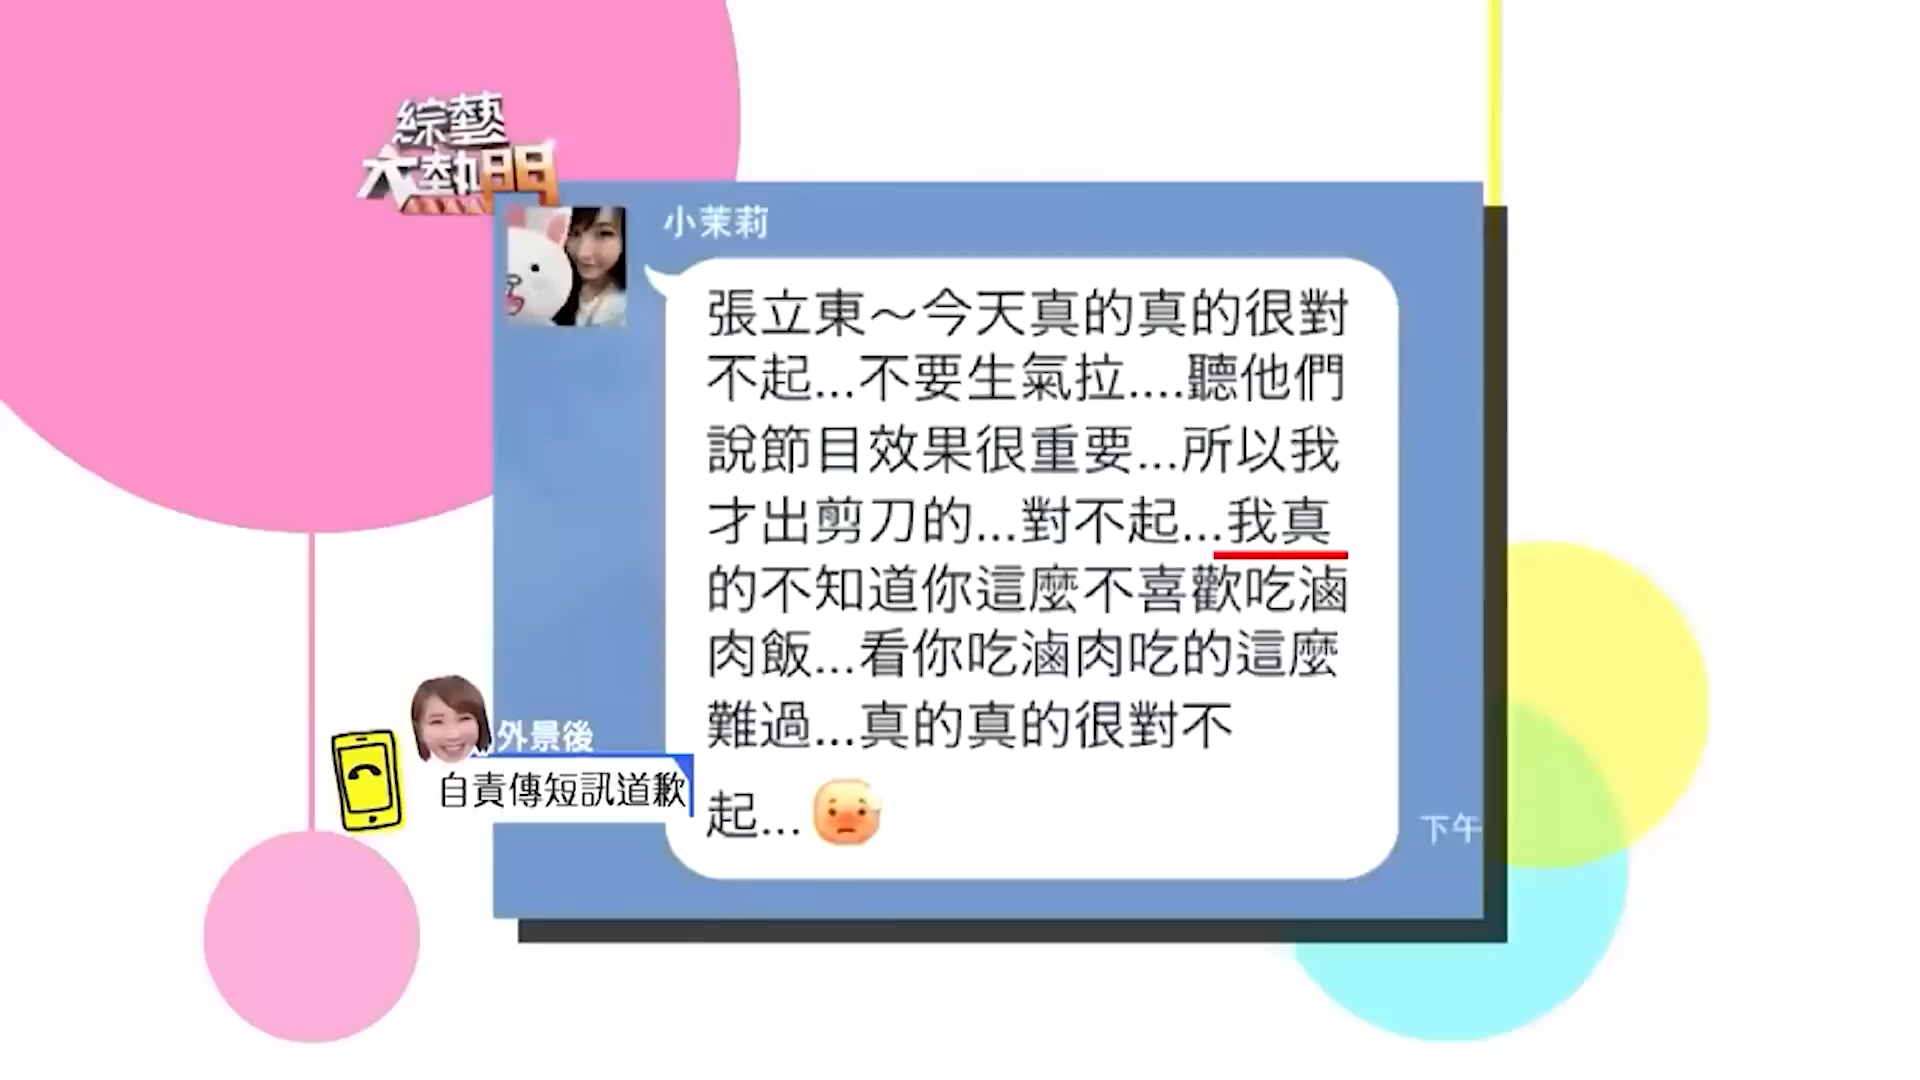 綜藝
大熱門
小茉莉
張立東～今天真的真的很對
不起...不要生氣拉....聽他們
說節目效果很重要...所以我
才出剪刀的...對不起...我真
的不知道你這麼不喜歡吃滷
肉飯...看你吃滷肉吃的這麼
難過...真的真的很對不
起...
下午
外景後
自責傳短訊道歉